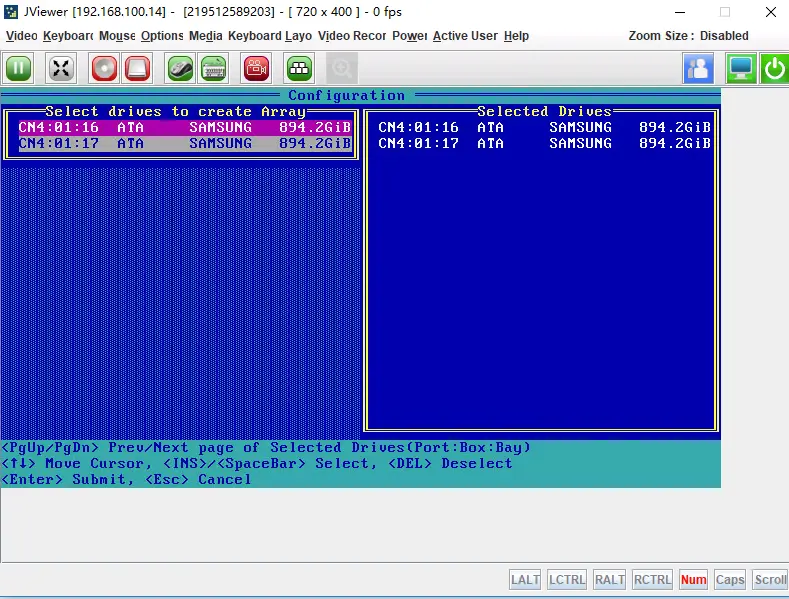 JViewer [192.168.100.14] - [219512589203] - [ 720 x 400 ] - 0 fps
Video Keyboard Mouse Options Media Keyboard Layo Video Recor Power Active User Help Zoom Size : Disabled
Configuration
Select drives to create Array
CN4:01:16 ATA SAMSUNG 894.2GiB
CN4:01:17 ATA SAMSUNG 894.2GiB
Selected Drives
CN4:01:16 ATA SAMSUNG 894.2GiB
CN4:01:17 ATA SAMSUNG 894.2GiB
<PgUp/PgDn> Prev/Next page of Selected Drives(Port:Box:Bay)
<↑↓> Move Cursor, <INS>/<SpaceBar> Select, <DEL> Deselect
<Enter> Submit, <Esc> Cancel
LALT LCTRL RALT RCTRL Num Caps Scroll